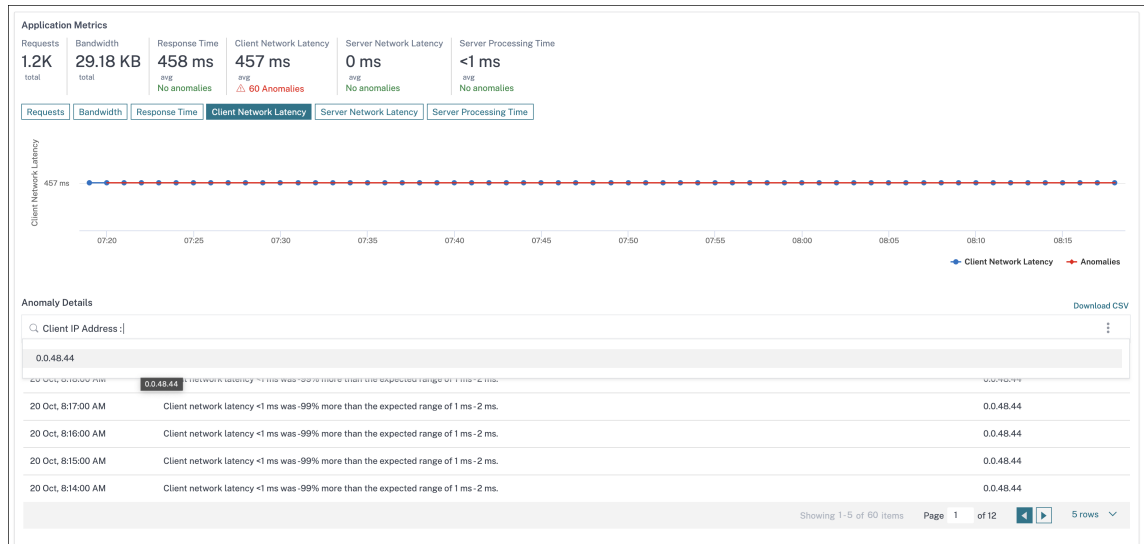 Application Metrics
Requests Bandwidth Response Time Client Network Latency Server Network Latency Server Processing Time
1.2K 29.18 KB 458 ms 457 ms 0 ms <1 ms
total total avg avg avg avg
No anomalies 60 Anomalies No anomalies No anomalies
Requests Bandwidth Response Time Client Network Latency Server Network Latency Server Processing Time
Client Network Latency
457 ms
07:20 07:25 07:30 07:35 07:40 07:45 07:50 07:55 08:00 08:05 08:10 08:15
Client Network Latency Anomalies
Anomaly Details Download CSV
Client IP Address :
0.0.48.44
20 Oct, 8:18:00 AM Client network latency <1 ms was -99% more than the expected range of 1 ms - 2 ms. 0.0.48.44
0.0.48.44
20 Oct, 8:17:00 AM Client network latency <1 ms was -99% more than the expected range of 1 ms - 2 ms. 0.0.48.44
20 Oct, 8:16:00 AM Client network latency <1 ms was -99% more than the expected range of 1 ms - 2 ms. 0.0.48.44
20 Oct, 8:15:00 AM Client network latency <1 ms was -99% more than the expected range of 1 ms - 2 ms. 0.0.48.44
20 Oct, 8:14:00 AM Client network latency <1 ms was -99% more than the expected range of 1 ms - 2 ms. 0.0.48.44
Showing 1-5 of 60 items Page 1 of 12 5 rows